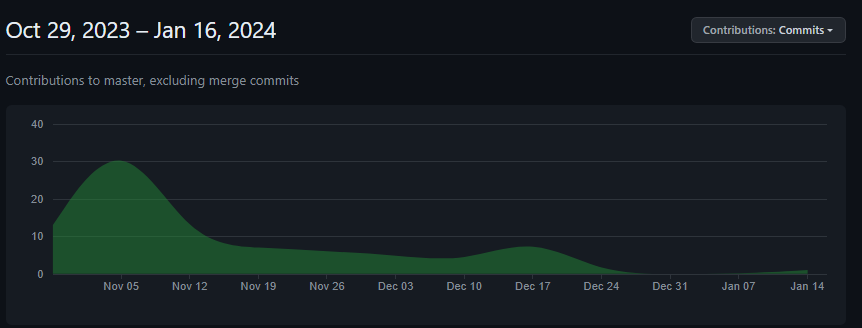 Oct 29, 2023 – Jan 16, 2024
Contributions: Commits
Contributions to master, excluding merge commits
40
30
20
10
0
Nov 05 Nov 12 Nov 19 Nov 26 Dec 03 Dec 10 Dec 17 Dec 24 Dec 31 Jan 07 Jan 14